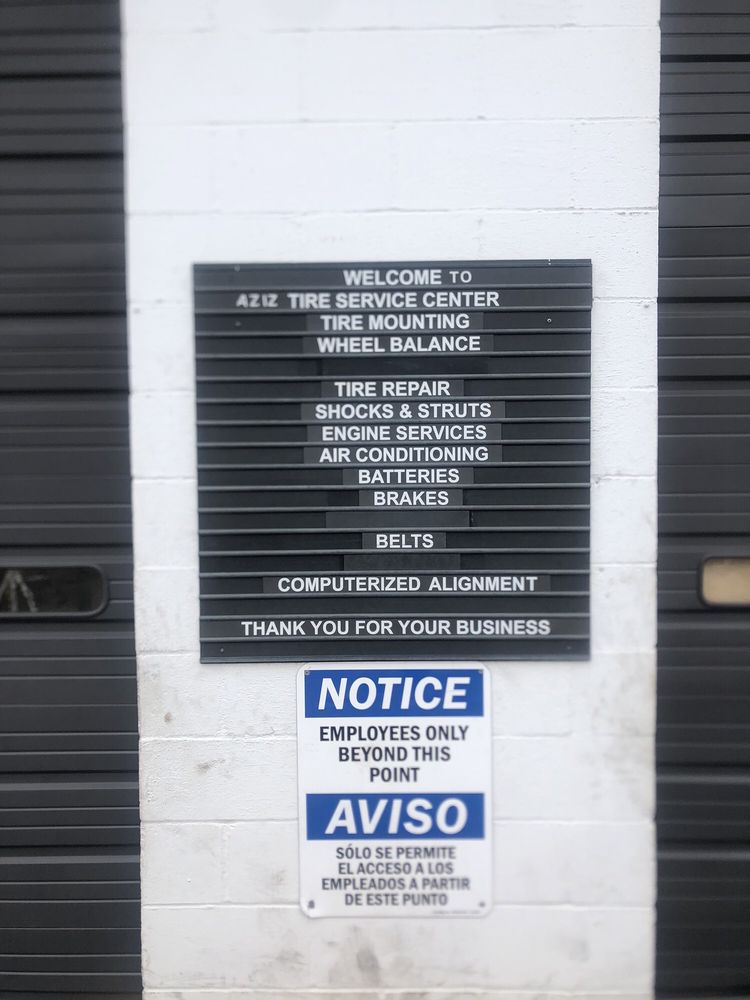 WELCOME TO
AZIZ TIRE SERVICE CENTER
TIRE MOUNTING
WHEEL BALANCE
TIRE REPAIR
SHOCKS & STRUTS
ENGINE SERVICES
AIR CONDITIONING
BATTERIES
BRAKES
BELTS
COMPUTERIZED ALIGNMENT
THANK YOU FOR YOUR BUSINESS
NOTICE
EMPLOYEES ONLY
BEYOND THIS
POINT
AVISO
SÓLO SE PERMITE
EL ACCESO A LOS
EMPLEADOS A PARTIR
DE ESTE PUNTO